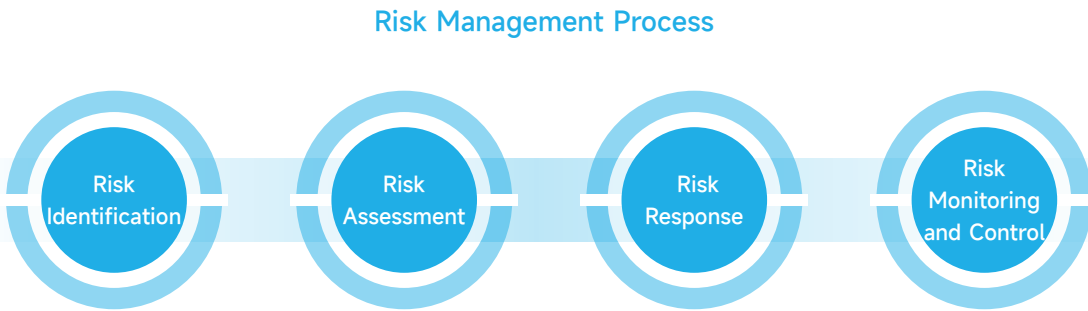 Risk Management Process
Risk
Identification
Risk
Assessment
Risk
Response
Risk
Monitoring
and Control